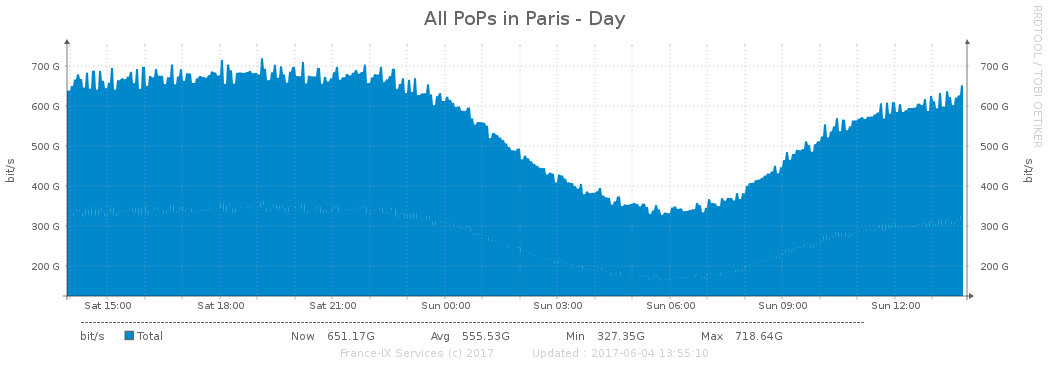 All PoPs in Paris - Day
RRDTOOL / TOBI OETIKER
bit/s
700 G
600 G
500 G
400 G
300 G
200 G
700 G
600 G
500 G
400 G
300 G
200 G
bit/s
Sat 15:00 Sat 18:00 Sat 21:00 Sun 00:00 Sun 03:00 Sun 06:00 Sun 09:00 Sun 12:00
bit/s Total Now 651.17G Avg 555.53G Min 327.35G Max 718.64G
France-IX Services (c) 2017 Updated : 2017-06-04 13:55:10